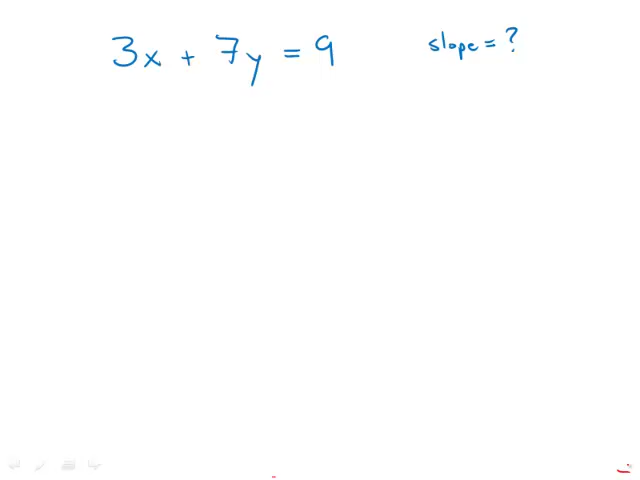 3x + 7y = 9 slope = ?